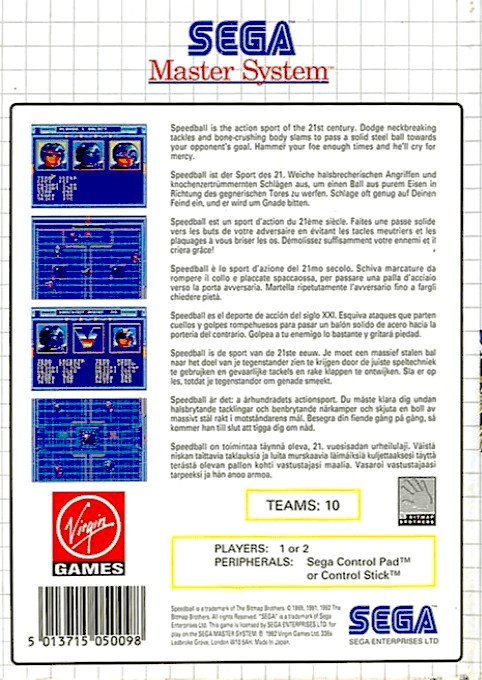 SEGA
Master System™
Speedball is the action sport of the 21st century. Dodge neckbreaking
tackles and bone-crushing body slams to pass a solid steel ball towards
your opponent's goal. Hammer your foe enough times and he'll cry for
mercy.
Speedball ist der Sport des 21. Weiche halsbrecherischen Angriffen und
knochenzertrümmernten Schlägen aus, um einen Ball aus purem Eisen in
Richtung des gegnerischen Tores zu werfen. Schlage oft genug auf Deinen
Feind ein, und er wird um Gnade bitten.
Speedball est un sport d'action du 21ème siècle. Faites une passe solide
vers les buts de votre adversaire en évitant les tacles meutriers et les
plaquages à vous briser les os. Démolissez suffisamment votre ennemi et il
criera grâce!
Speedball è lo sport d'azione del 21mo secolo. Schiva marcature da
rompere il collo e placcate spaccaossa, per passare una palla d'acciaio
verso la porta avversaria. Martella ripetutamente l'avversario fino a fargli
chiedere pietà.
Speedball es el deporte de acción del siglo XXI. Esquiva ataques que parten
cuellos y golpes rompehuesos para pasar un balón solido de acero hacia la
porteria del contrario. Golpea a tu enemigo lo bastante y gritará piedad.
Speedball is de sport van de 21ste eeuw. Je moet een massief stalen bal
naar het doel van je tegenstander zien te krijgen door de juiste speltechniek
te gebruiken en gevaarlijke tackels en rake klappen te ontwijken. Sla er op
les, totdat je tegenstandor om genade smeekt.
Speedball är det: a århundradets actionsport. Du måste klara dig undan
halsbrytande tacklingar och benbrytande närkamper och skjuta en boll av
massivt stål rakt i motståndarens mål. Besegra din fiende gång på gång, så
kommer han till slut att tigga dig om nåd.
Speedball on toimintaa täynnä oleva, 21. vuosisadan urheilulaji. Väistä
niskan taittavia taklauksia ja luita murskaavia läimäiksiä kuljettaaksesi täyttä
terästä olevan pallon kohti vastustajasi maalia. Vasaroi vastustajaasi
tarpeeksi ja hän anoo armoa.
PLAYER 1 SELECT
Virgin
GAMES
TEAMS: 10
BITMAP
BROTHERS
PLAYERS: 1 or 2
PERIPHERALS: Sega Control Pad™
or Control Stick™
5 013715 050098
Speedball is a trademark of The Bitmap Brothers. © 1988, 1991, 1992 The
Bitmap Brothers. All rights Reserved. "SEGA" is a trademark of Sega
Enterprises Ltd. This game is licensed by SEGA ENTERPRISES LTD. for
play on the SEGA MASTER SYSTEM. © 1992 Virgin Games Ltd. 338a
Ladbroke Grove, London W10 5AH. Made In Japan.
SEGA
SEGA ENTERPRISES LTD